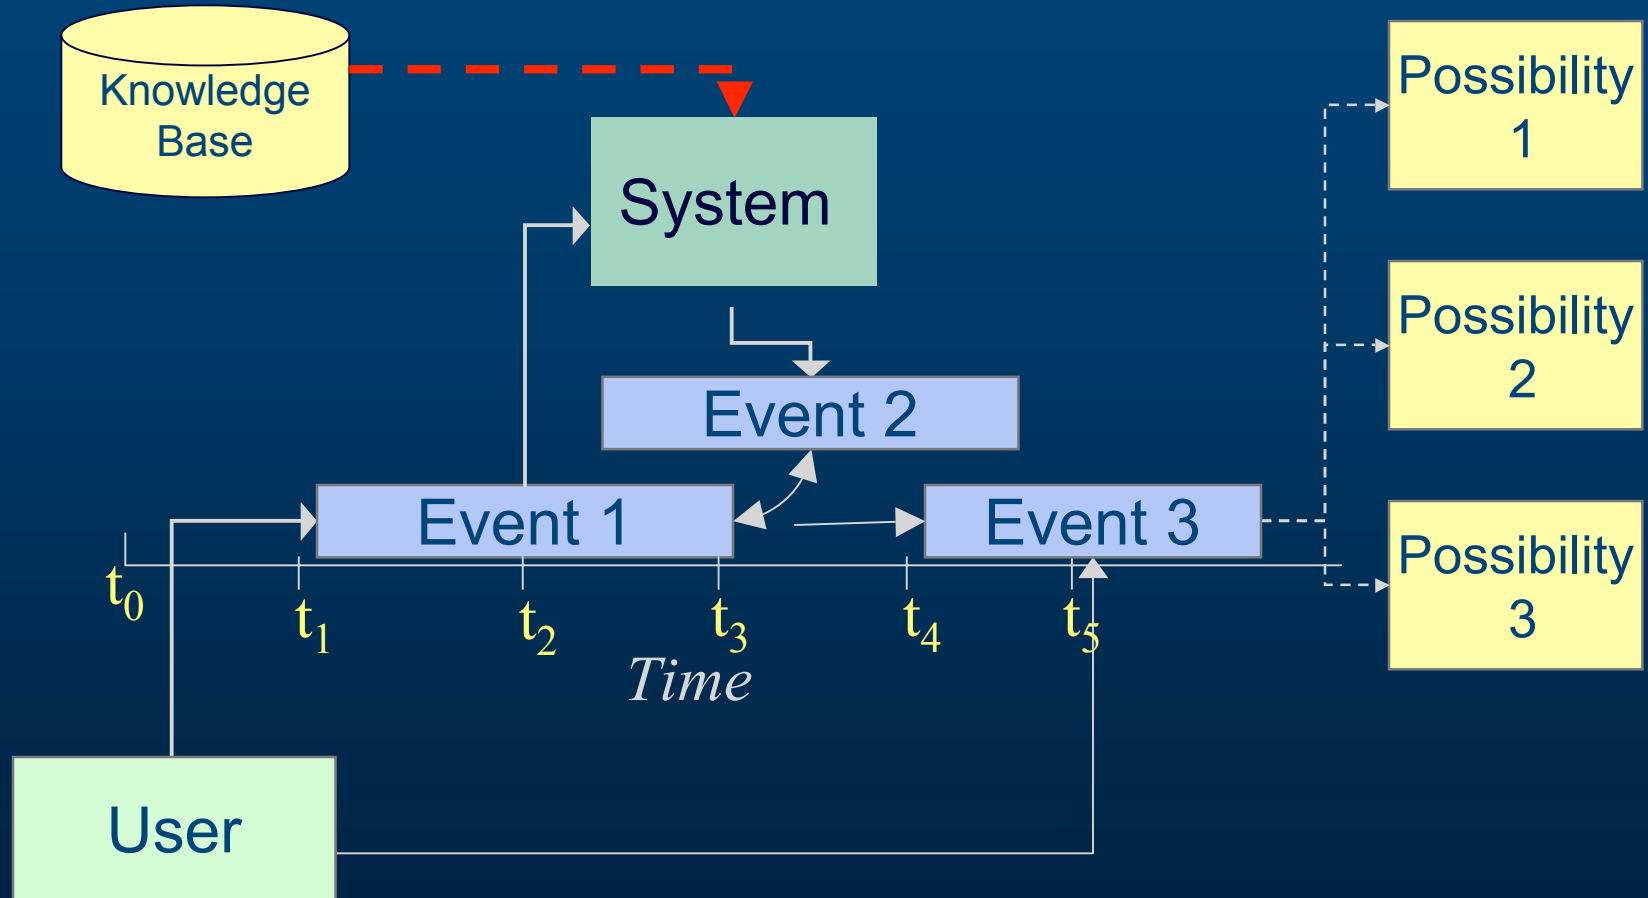 Knowledge
Base
System
Possibility
1
Possibility
2
Possibility
3
Event 2
Event 1
Event 3
t0
t1
t2
t3
t4
t5
Time
User